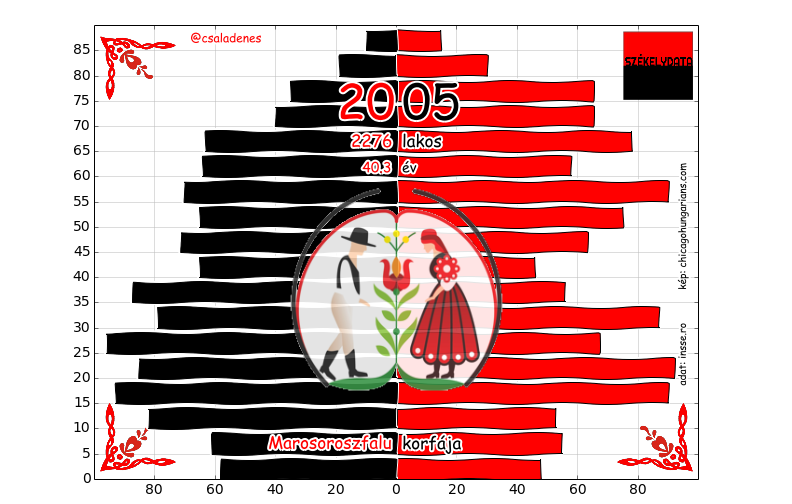 @csaladenes
SZÉKELYDATA
2005
2276 lakos
40.3 év
kép: chicagohungarians.com
adat: insse.ro
Marosoroszfalu korfája
85
80
75
70
65
60
55
50
45
40
35
30
25
20
15
10
5
0
80 60 40 20 0 20 40 60 80